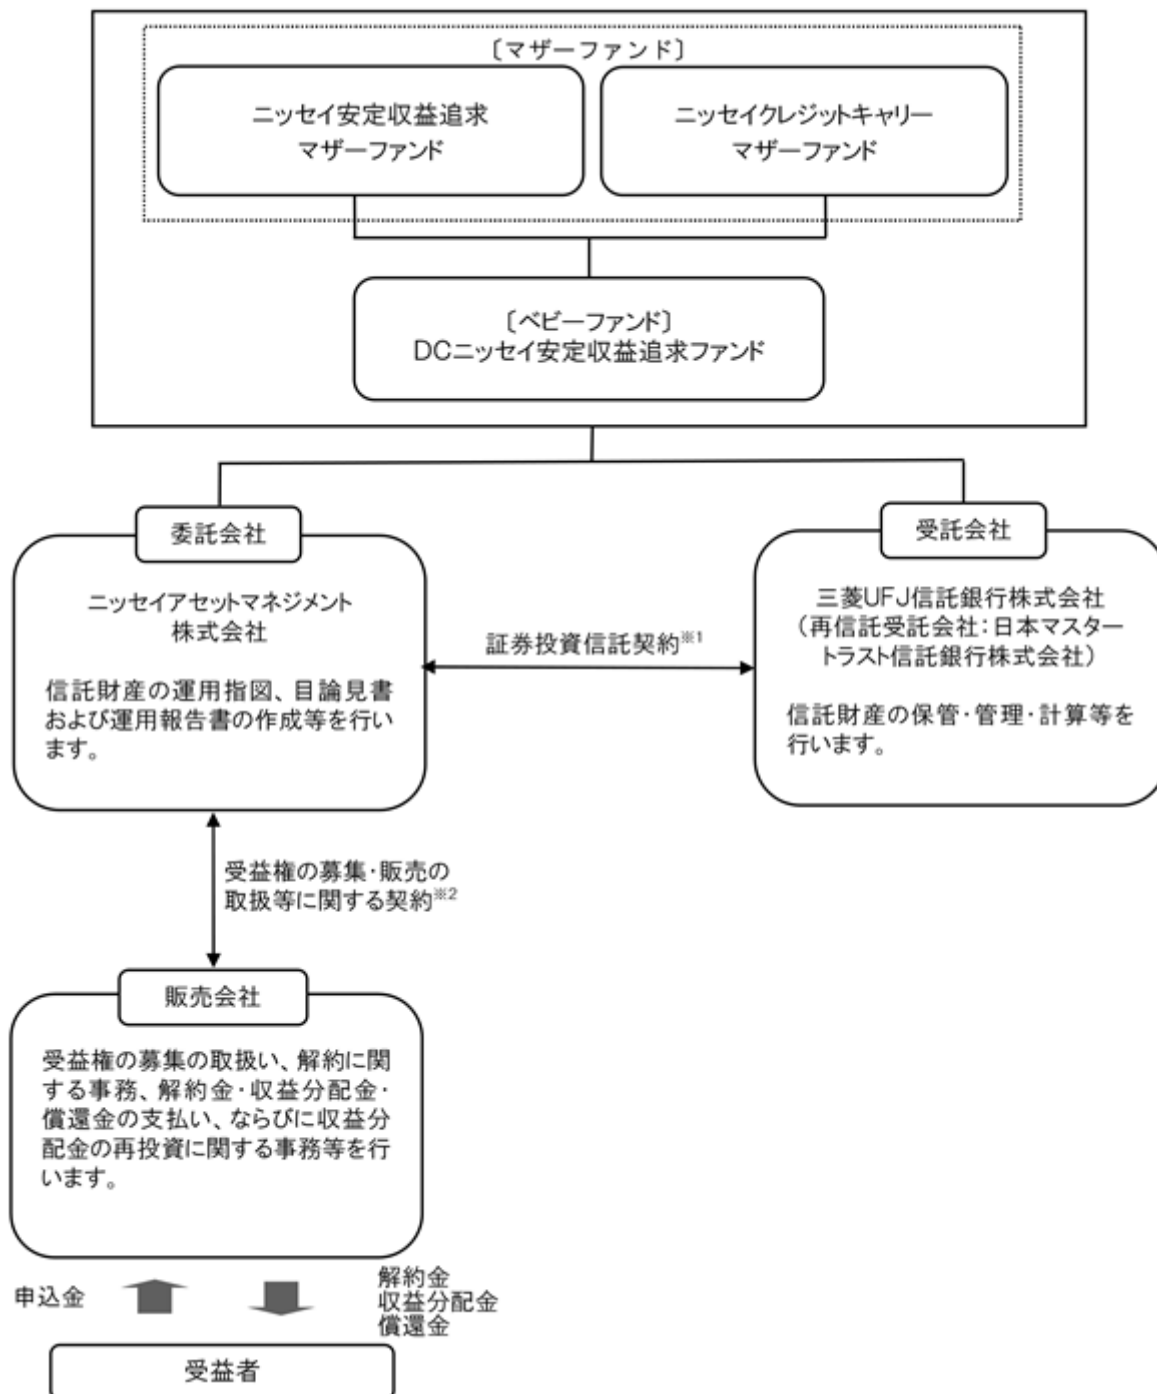 〔マザーファンド〕
ニッセイ安定収益追求
マザーファンド
ニッセイクレジットキャリー
マザーファンド
〔ベビーファンド〕
DCニッセイ安定収益追求ファンド
委託会社
ニッセイアセットマネジメント
株式会社
信託財産の運用指図、目論見書
および運用報告書の作成等を行い
ます。
証券投資信託契約※1
受託会社
三菱UFJ信託銀行株式会社
(再信託受託会社:日本マスター
トラスト信託銀行株式会社)
信託財産の保管・管理・計算等を
行います。
受益権の募集・販売の
取扱等に関する契約※2
販売会社
受益権の募集の取扱い、解約に関
する事務、解約金・収益分配金・
償還金の支払い、ならびに収益分
配金の再投資に関する事務等を行
います。
申込金
解約金
収益分配金
償還金
受益者